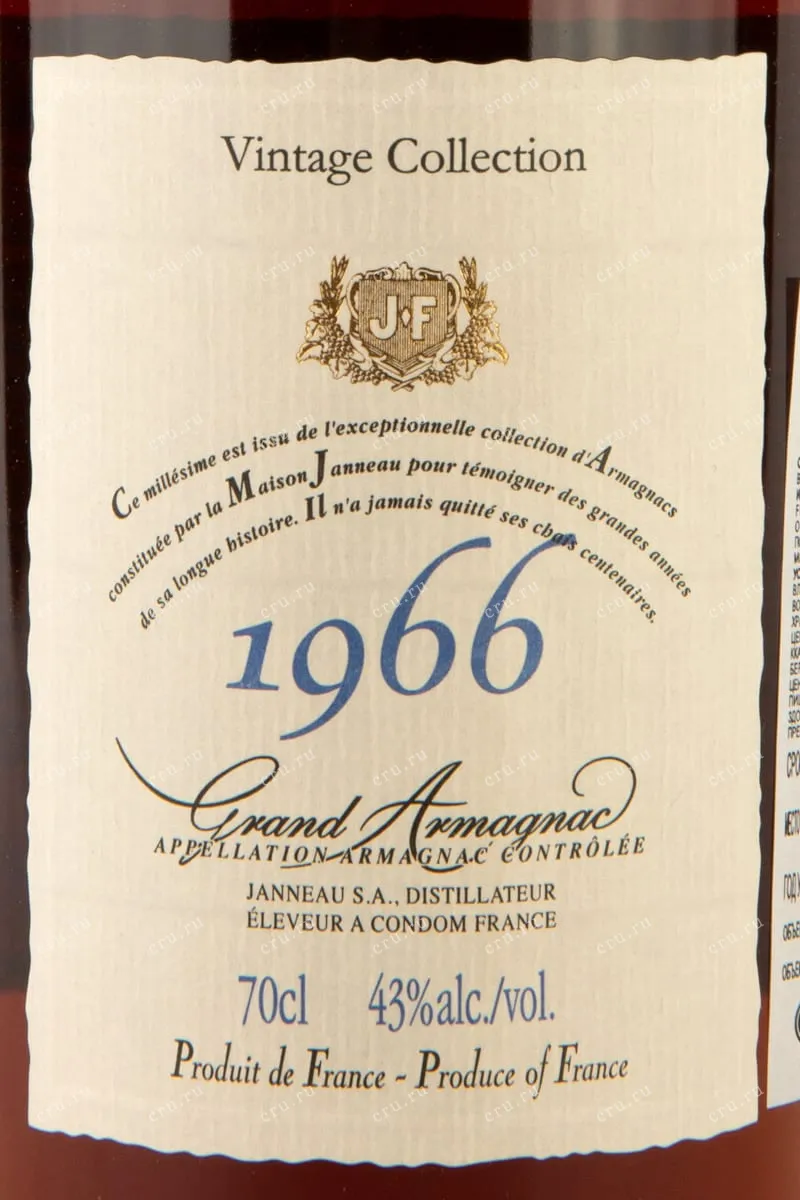 Vintage Collection
J·F
Ce millésime est issu de l'exceptionnelle collection d'Armagnacs
constituée par la Maison Janneau pour témoigner des grandes années
de sa longue histoire. Il n'a jamais quitté ses chais centenaires.
1966
Grand Armagnac
APPELLATION ARMAGNAC CONTRÔLÉE
JANNEAU S.A., DISTILLATEUR
ÉLEVEUR A CONDOM FRANCE
70cl 43%alc./vol.
Produit de France - Produce of France
cru.ru